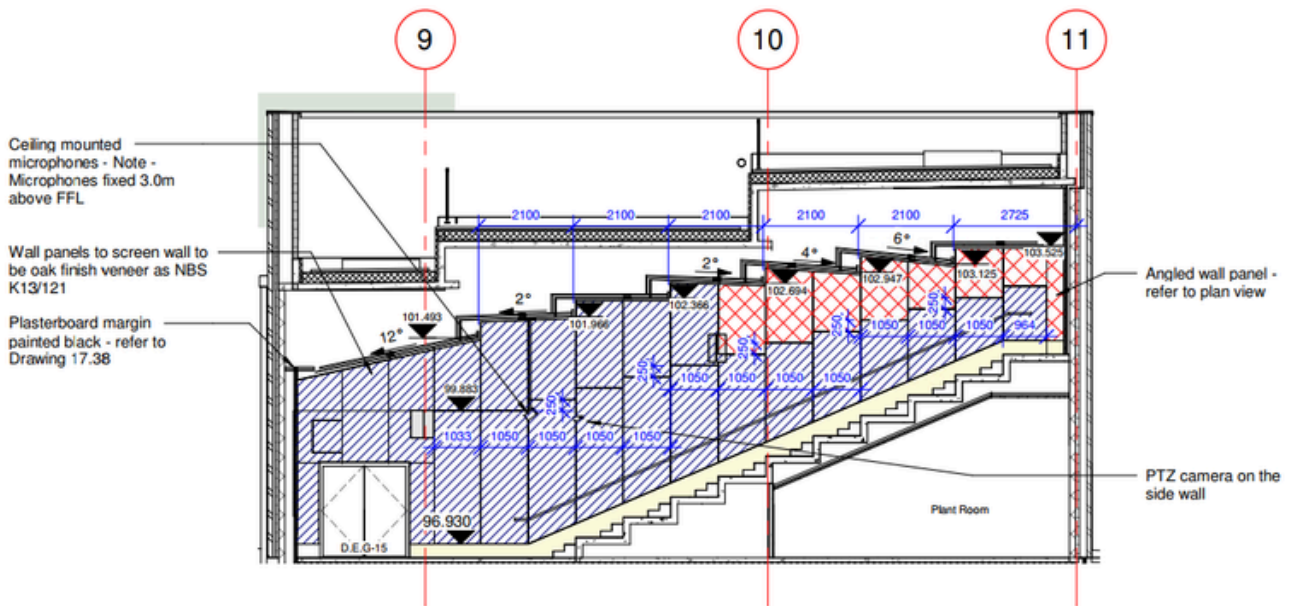 9
10
11
Ceiling mounted
microphones - Note -
Microphones fixed 3.0m
above FFL
Wall panels to screen wall to
be oak finish veneer as NBS
K13/121
Plasterboard margin
painted black - refer to
Drawing 17.38
2100
2100
2100
2100
2100
2725
12°
2°
2°
4°
6°
101.493
101.966
102.366
102.694
102.947
103.125
103.525
99.883
96.930
250
250
250
250
250
250
1033
1050
1050
1050
1050
1050
1050
1050
1050
1050
1050
1050
964
Angled wall panel -
refer to plan view
PTZ camera on the
side wall
Plant Room
D.E.G-15